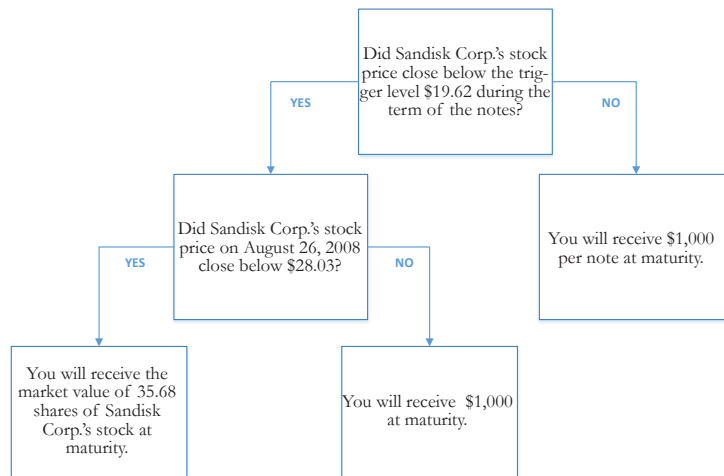 Did Sandisk Corp.'s stock
price close below the trig-
ger level $19.62 during the
term of the notes?
YES
NO
Did Sandisk Corp.'s stock
price on August 26, 2008
close below $28.03?
You will receive $1,000
per note at maturity.
YES
NO
You will receive the
market value of 35.68
shares of Sandisk
Corp.'s stock at
maturity.
You will receive $1,000
at maturity.